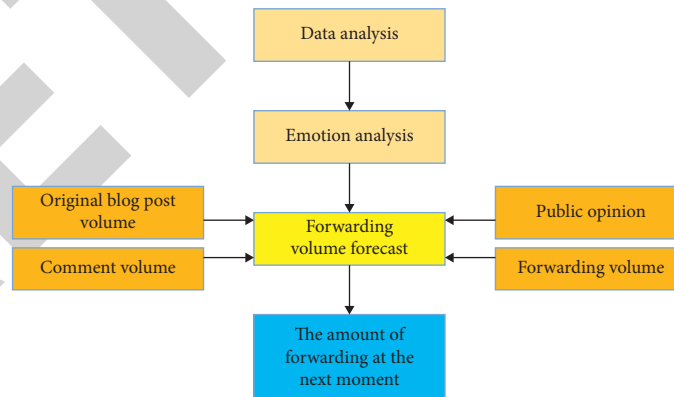 Data analysis
Emotion analysis
Original blog post
volume
Public opinion
Forwarding
volume forecast
Comment volume
Forwarding volume
The amount of
forwarding at the
next moment